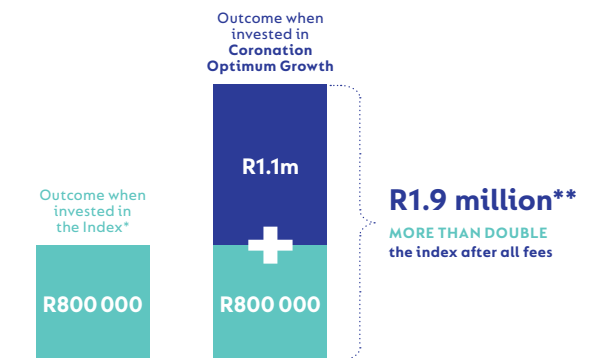 Outcome when
invested in
Coronation
Optimum Growth
R1.1m
Outcome when
invested in
the Index*
R800 000
R800 000
R1.9 million**
MORE THAN DOUBLE
the index after all fees